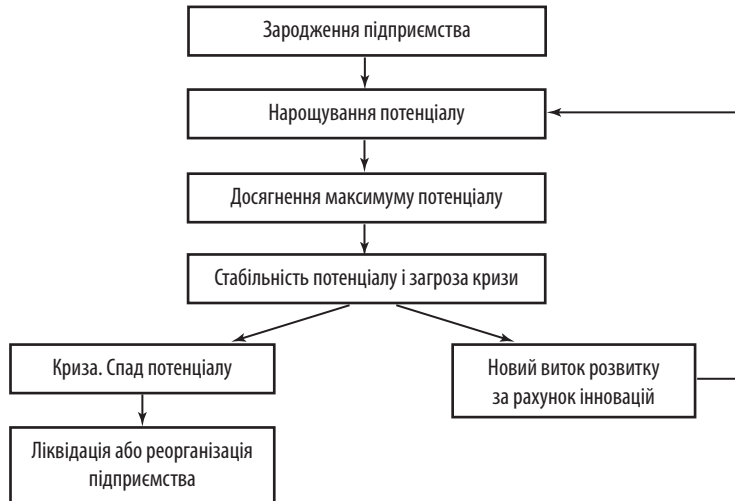 Зародження підприємства
Нарощування потенціалу
Досягнення максимуму потенціалу
Стабільність потенціалу і загроза кризи
Криза. Спад потенціалу
Новий виток розвитку
за рахунок інновацій
Ліквідація або реорганізація
підприємства